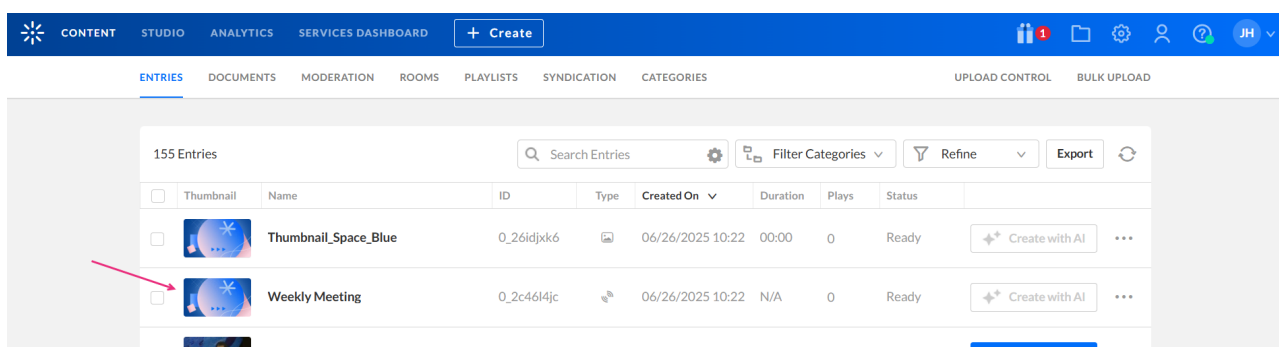 CONTENT STUDIO ANALYTICS SERVICES DASHBOARD + Create 1 JH
ENTRIES DOCUMENTS MODERATION ROOMS PLAYLISTS SYNDICATION CATEGORIES UPLOAD CONTROL BULK UPLOAD
155 Entries Search Entries Filter Categories Refine Export
Thumbnail Name ID Type Created On Duration Plays Status
Thumbnail_Space_Blue 0_26idjxk6 06/26/2025 10:22 00:00 0 Ready Create with AI
Weekly Meeting 0_2c46l4jc 06/26/2025 10:22 N/A 0 Ready Create with AI